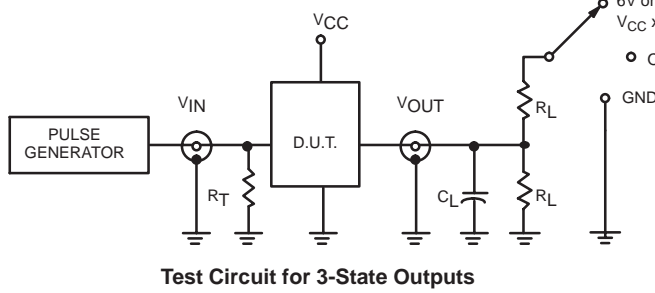 6V or
VCC x
VCC
O
VIN
VOUT
RL
GND
PULSE
GENERATOR
D.U.T.
RT
CL
RL
Test Circuit for 3-State Outputs